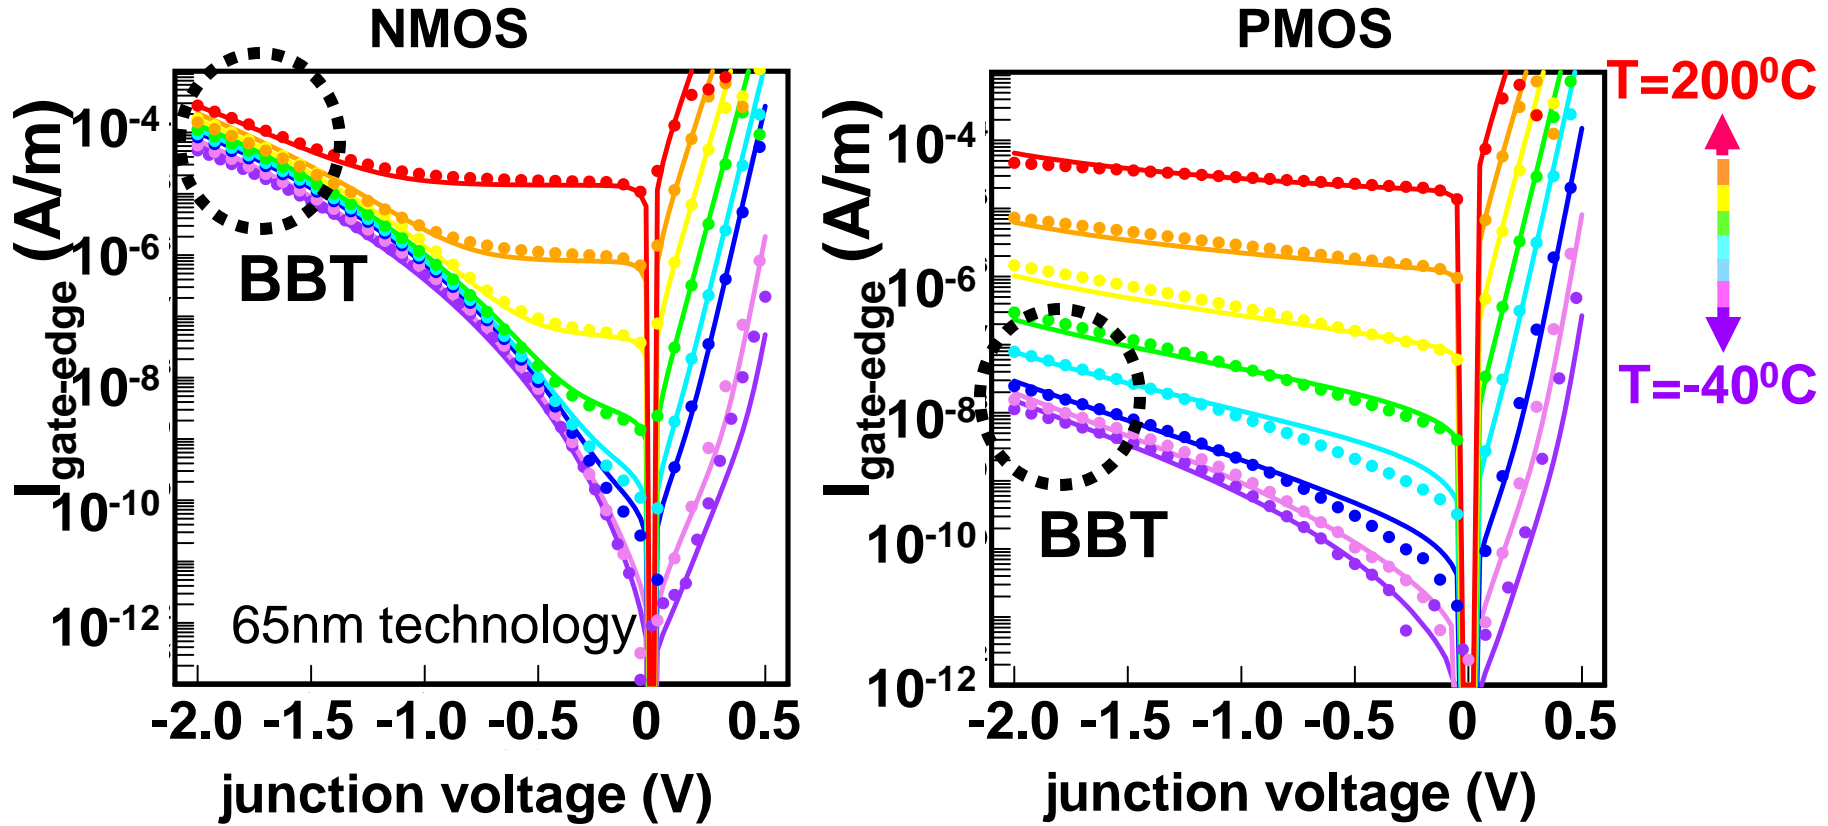 NMOS
I gate-edge (A/m)
10-4
10-6
10-8
10-10
10-12
BBT
65nm technology
-2.0 -1.5 -1.0 -0.5 0 0.5
junction voltage (V)
PMOS
I gate-edge (A/m)
10-4
10-6
10-8
10-10
10-12
BBT
-2.0 -1.5 -1.0 -0.5 0 0.5
junction voltage (V)
T=200⁰C
T=-40⁰C